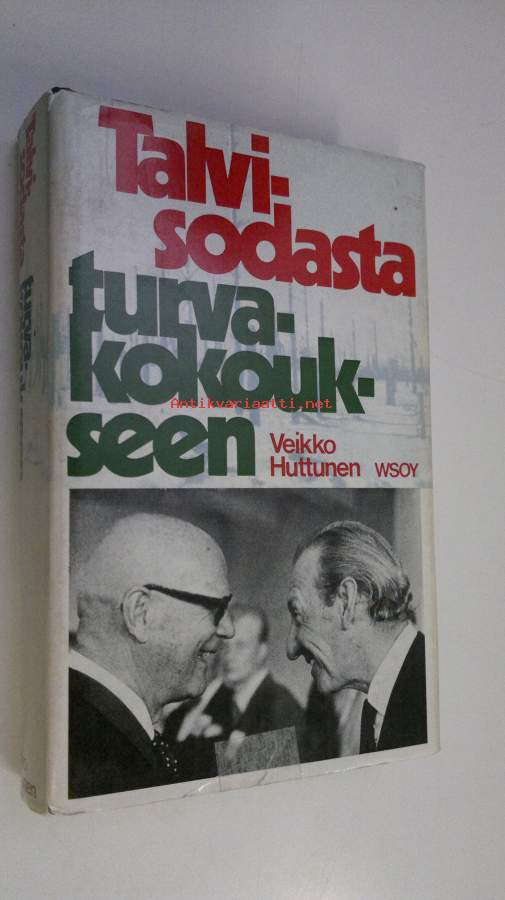 Talvi-
sodasta
turva-
kokouk-
seen
Antikvariaatti.net
Veikko
Huttunen WSOY